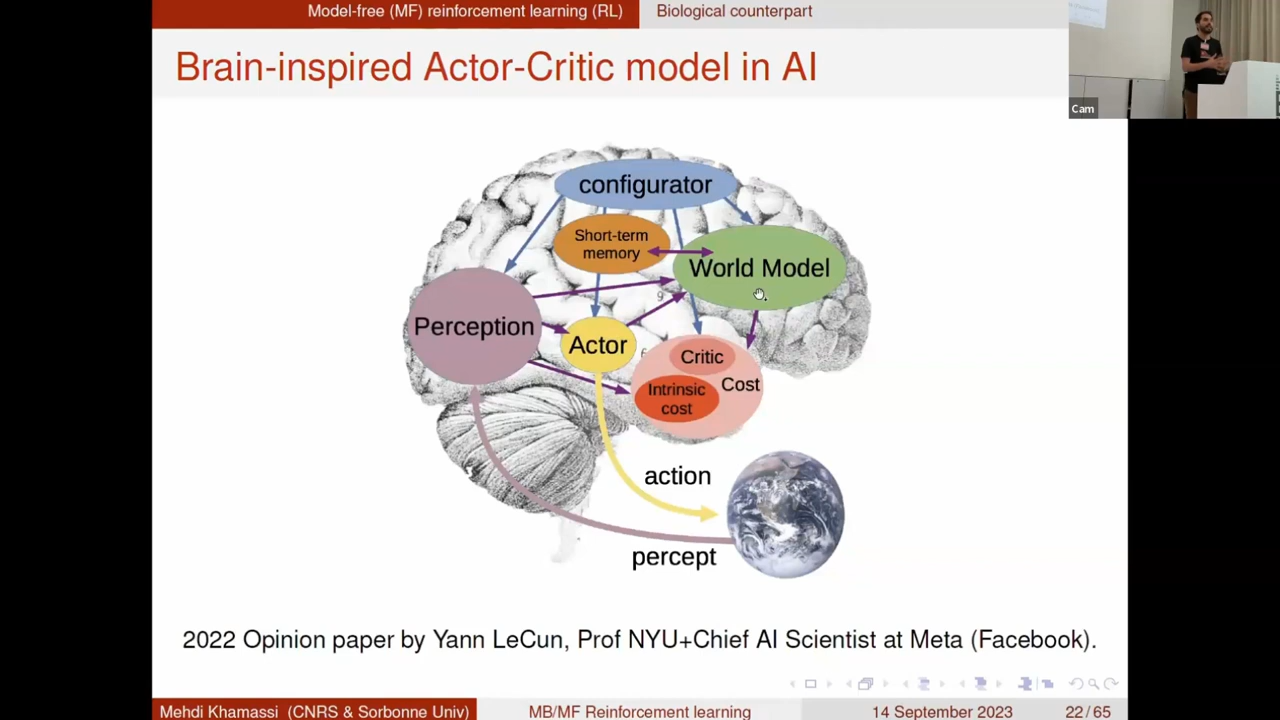 Model-free (MF) reinforcement learning (RL) Biological counterpart
Brain-inspired Actor-Critic model in AI
Cam
configurator
Short-term
memory
World Model
9
Perception
Actor
6
Critic
Cost
Intrinsic
cost
action
percept
2022 Opinion paper by Yann LeCun, Prof NYU+Chief AI Scientist at Meta (Facebook).
Mehdi Khamassi (CNRS & Sorbonne Univ) MB/MF Reinforcement learning 14 September 2023 22 / 65